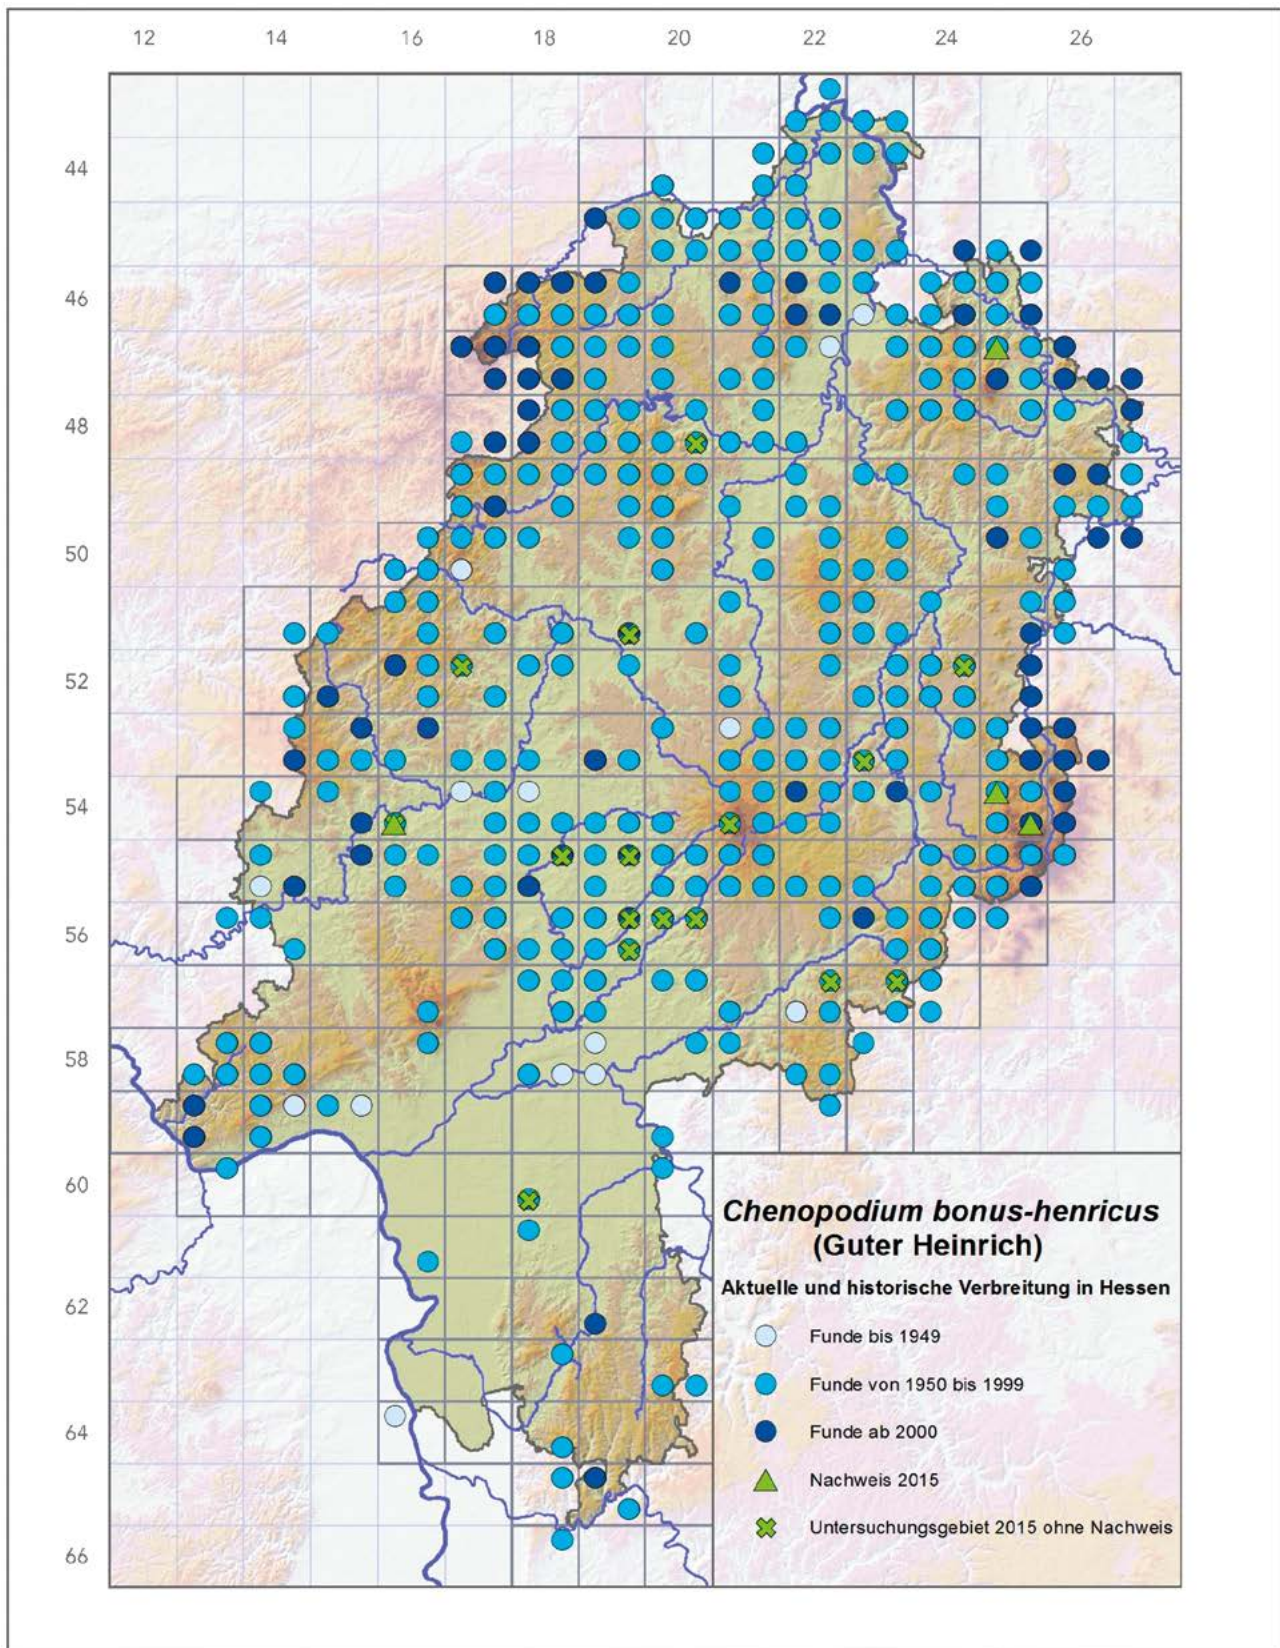 12 14 16 18 20 22 24 26
44
46
48
50
52
54
56
58
60
62
64
66
Chenopodium bonus-henricus
(Guter Heinrich)
Aktuelle und historische Verbreitung in Hessen
Funde bis 1949
Funde von 1950 bis 1999
Funde ab 2000
Nachweis 2015
Untersuchungsgebiet 2015 ohne Nachweis